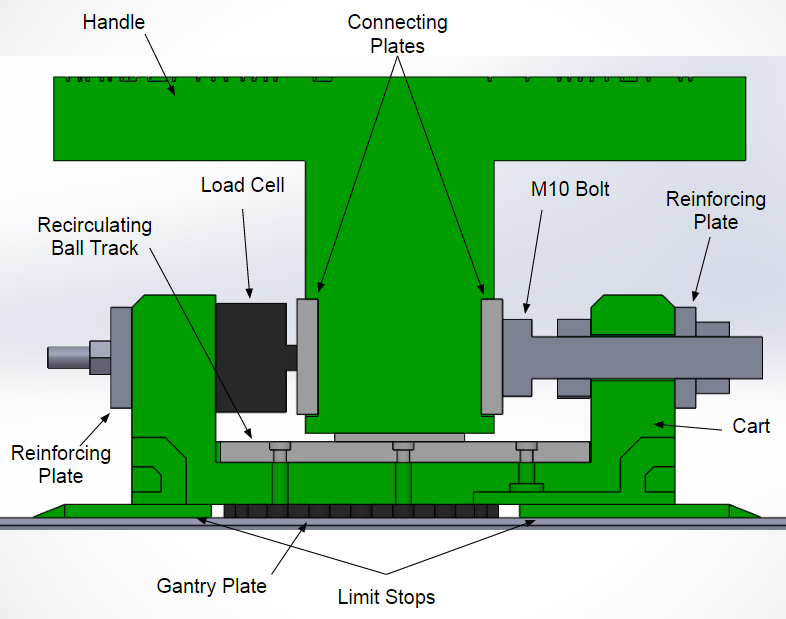 Handle
Connecting
Plates
Load Cell
M10 Bolt
Reinforcing
Plate
Recirculating
Ball Track
Cart
Reinforcing
Plate
Gantry Plate
Limit Stops